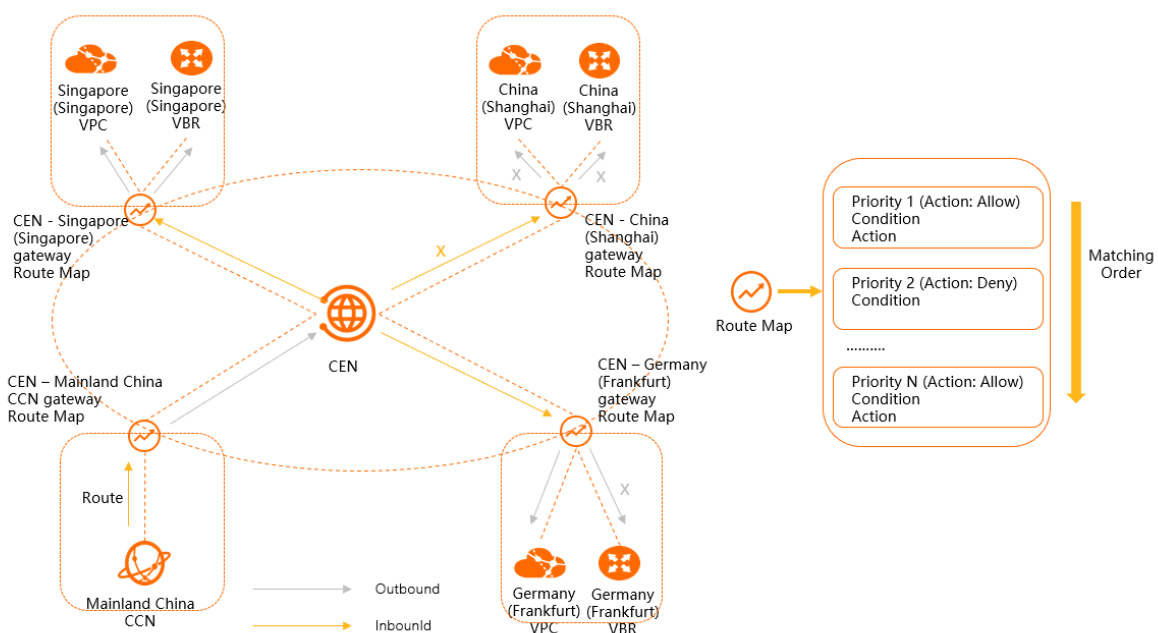 Singapore
(Singapore)
VPC
Singapore
(Singapore)
VBR
China
(Shanghai)
VPC
China
(Shanghai)
VBR
X
X
CEN - Singapore
(Singapore)
gateway
Route Map
CEN - China
(Shanghai)
gateway
Route Map
X
CEN
CEN – Mainland China
CCN gateway
Route Map
CEN – Germany
(Frankfurt)
gateway
Route Map
Route
X
Mainland China
CCN
Germany
(Frankfurt)
VPC
Germany
(Frankfurt)
VBR
Outbound
Inbounld
Route Map
Priority 1 (Action: Allow)
Condition
Action
Priority 2 (Action: Deny)
Condition
..........
Priority N (Action: Allow)
Condition
Action
Matching
Order